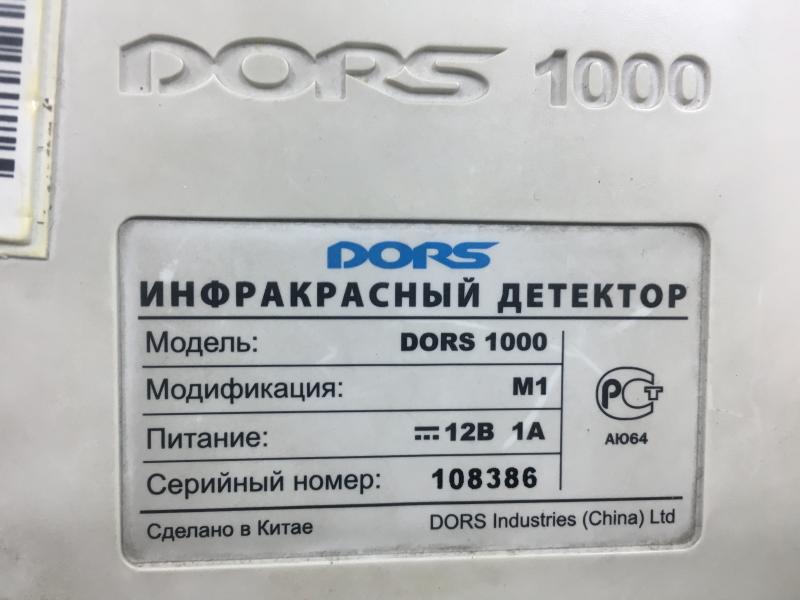 DORS 1000
DORS
ИНФРАКРАСНЫЙ ДЕТЕКТОР
Модель: DORS 1000
Модификация: М1
Питание: ⎓12В 1А
Серийный номер: 108386
РСТ
АЮ64
Сделано в Китае
DORS Industries (China) Ltd